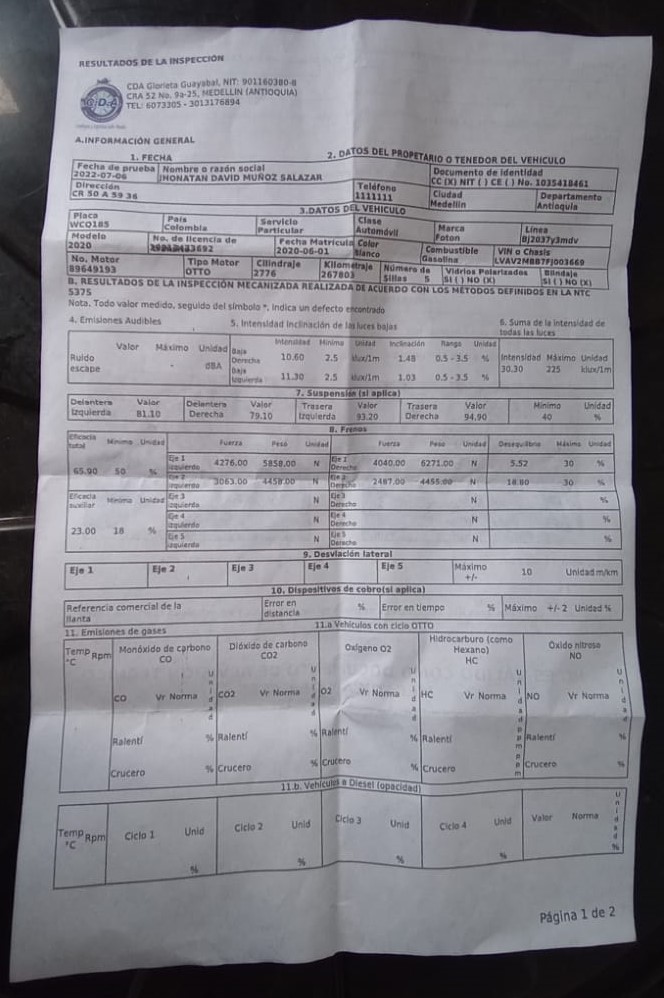 RESULTADOS DE LA INSPECCIÓN
CDA Glorieta Guayabal, NIT: 901160380-8
CRA 52 No. 9a-25, MEDELLIN (ANTIOQUIA)
TEL: 6073305 - 3013176894
A.INFORMACIÓN GENERAL
1. FECHA 2. DATOS DEL PROPETARIO O TENEDOR DEL VEHICULO
Fecha de prueba Nombre o razón social Documento de identidad
2022-07-06 JHONATAN DAVID MUÑOZ SALAZAR CC (X) NIT ( ) CE ( ) No. 1035418461
Dirección Teléfono Ciudad Departamento
CR 50 A 59 36 1111111 Medellin Antioquia
3.DATOS DEL VEHICULO
Placa País Servicio Clase Marca Línea
WCQ185 Colombia Particular Automóvil Foton BJ2037y3mdv
Modelo No. de licencia de Fecha Matricula Color Combustible VIN o Chasis
2020 2020-06-01 Blanco Gasolina LVAV2MBB7FJ003669
No. Motor Tipo Motor Cilindraje Kilometraje Número de Vidrios Polarizados Blindaje
89649193 OTTO 2776 267803 Sillas 5 SI ( ) NO (X) SI ( ) NO (X)
B. RESULTADOS DE LA INSPECCIÓN MECANIZADA REALIZADA DE ACUERDO CON LOS MÉTODOS DEFINIDOS EN LA NTC
5375
Nota. Todo valor medido, seguido del símbolo *, indica un defecto encontrado
4. Emisiones Audibles 5. Intensidad Inclinación de las luces bajas 6. Suma de la intensidad de
todas las luces
Valor Máximo Unidad Intensidad Mínimo Unidad Inclinación Rango Unidad
Ruido escape - dBA
Baja Derecha 10.60 2.5 klux/1m 1.48 0.5 - 3.5 %
Baja Izquierda 11.30 2.5 klux/1m 1.03 0.5 - 3.5 %
Intensidad Máximo Unidad
30.30 225 klux/1m
7. Suspensión(si aplica)
Delantera Valor Delantera Valor Trasera Valor Trasera Valor Mínimo Unidad
Izquierda 81.10 Derecha 79.10 Izquierda 93.20 Derecha 94.90 40 %
8. Frenos
Eficacia total Mínimo Unidad Fuerza Peso Unidad Fuerza Peso Unidad Desequilibrio Máximo Unidad
65.90 50 %
Eje 1 Izquierdo 4276.00 5858.00 N Eje 1 Derecho 4040.00 6271.00 N 5.52 30 %
Eje 2 Izquierdo 3063.00 4458.00 N Eje 2 Derecho 2487.00 4455.00 N 18.80 30 %
Eficacia auxiliar Mínimo Unidad
23.00 18 %
Eje 3 Izquierdo N Eje 3 Derecho N %
Eje 4 Izquierdo N Eje 4 Derecho N %
Eje 5 Izquierdo N Eje 5 Derecho N %
9. Desviación lateral
Eje 1 Eje 2 Eje 3 Eje 4 Eje 5 Máximo +/- 10 Unidad m/km
10. Dispositivos de cobro(si aplica)
Referencia comercial de la llanta Error en distancia % Error en tiempo % Máximo +/- 2 Unidad %
11. Emisiones de gases 11.a Vehiculos con ciclo OTTO
Temp °C Rpm Monóxido de carbono CO Dióxido de carbono CO2 Oxígeno O2 Hidrocarburo (como Hexano) HC Óxido nitroso NO
CO Vr Norma Unidad CO2 Vr Norma Unidad O2 Vr Norma Unidad HC Vr Norma Unidad NO Vr Norma Unidad
Ralentí % Ralentí % Ralentí % Ralentí ppm Ralentí %
Crucero % Crucero % Crucero % Crucero ppm Crucero %
11.b. Vehiculos a Diesel (opacidad)
Temp °C Rpm Ciclo 1 Unid Ciclo 2 Unid Ciclo 3 Unid Ciclo 4 Unid Valor Norma Unidad
% % % % %
Página 1 de 2